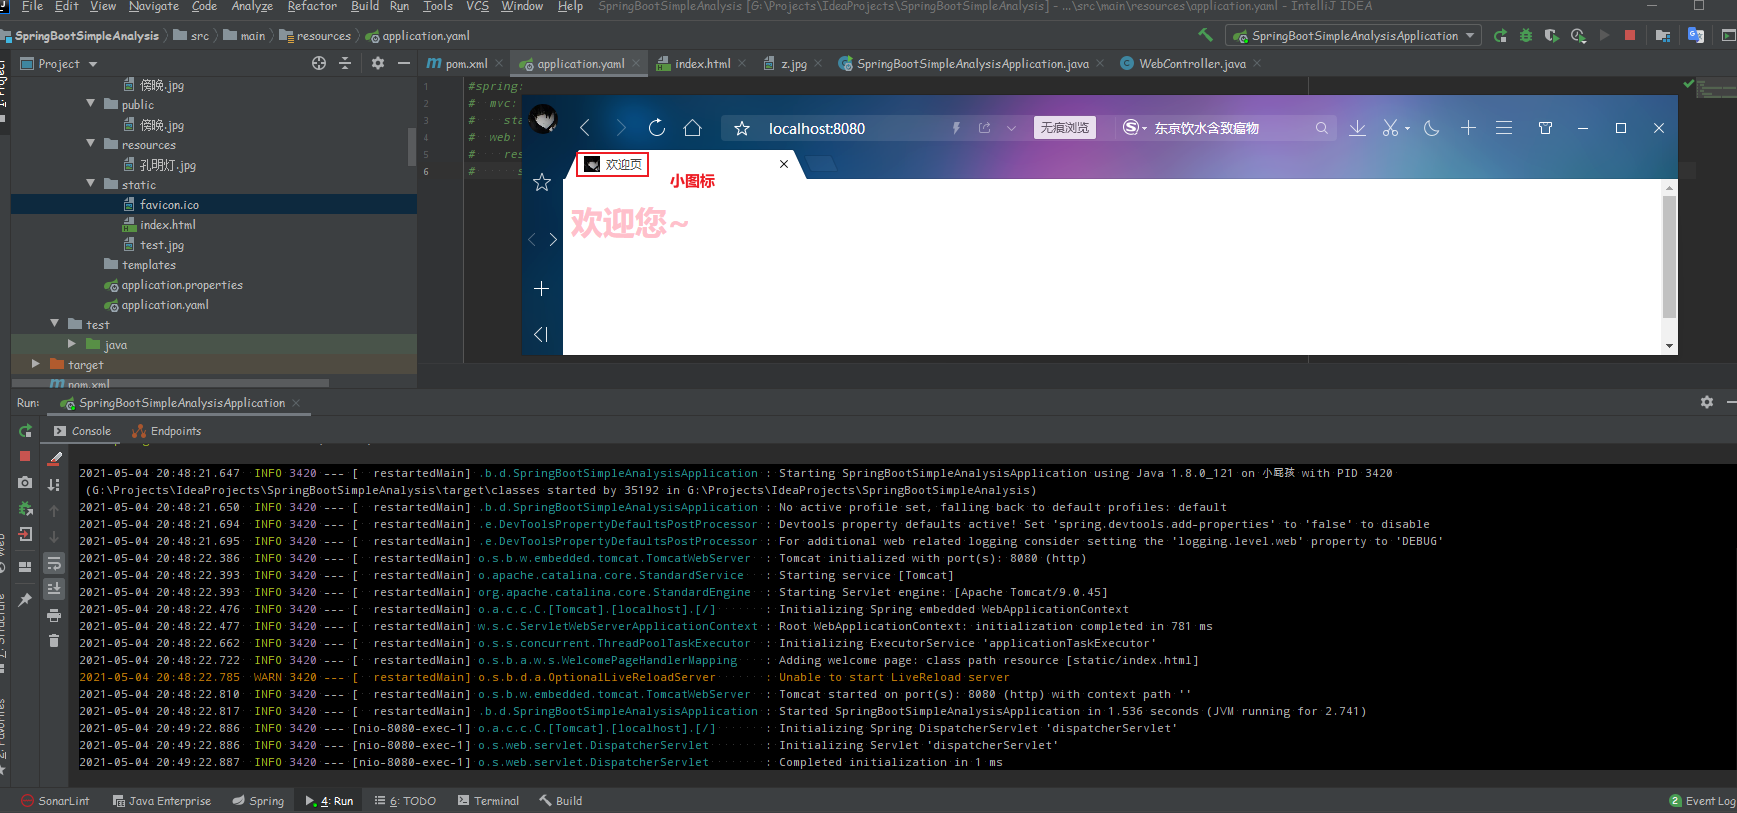 File Edit View Navigate Code Analyze Refactor Build Run Tools VCS Window Help SpringBootSimpleAnalysis [G:\Projects\IdeaProjects\SpringBootSimpleAnalysis] - ...\src\main\resources\application.yaml - IntelliJ IDEA
SpringBootSimpleAnalysis src main resources application.yaml
SpringBootSimpleAnalysisApplication
Project
pom.xml application.yaml index.html z.jpg SpringBootSimpleAnalysisApplication.java WebController.java
傍晚.jpg
public
傍晚.jpg
resources
孔明灯.jpg
static
favicon.ico
index.html
test.jpg
templates
application.properties
application.yaml
test
java
target
pom.xml
1 #spring:
2 # mvc:
3 # sta
4 # web:
5 # res
6 # s
localhost:8080 无痕浏览 东京饮水含致癌物
欢迎页
小图标
欢迎您~
Run: SpringBootSimpleAnalysisApplication
Console Endpoints
2021-05-04 20:48:21.647 INFO 3420 --- [ restartedMain] .b.d.SpringBootSimpleAnalysisApplication : Starting SpringBootSimpleAnalysisApplication using Java 1.8.0_121 on 小屁孩 with PID 3420
(G:\Projects\IdeaProjects\SpringBootSimpleAnalysis\target\classes started by 35192 in G:\Projects\IdeaProjects\SpringBootSimpleAnalysis)
2021-05-04 20:48:21.650 INFO 3420 --- [ restartedMain] .b.d.SpringBootSimpleAnalysisApplication : No active profile set, falling back to default profiles: default
2021-05-04 20:48:21.694 INFO 3420 --- [ restartedMain] .e.DevToolsPropertyDefaultsPostProcessor : Devtools property defaults active! Set 'spring.devtools.add-properties' to 'false' to disable
2021-05-04 20:48:21.695 INFO 3420 --- [ restartedMain] .e.DevToolsPropertyDefaultsPostProcessor : For additional web related logging consider setting the 'logging.level.web' property to 'DEBUG'
2021-05-04 20:48:22.386 INFO 3420 --- [ restartedMain] o.s.b.w.embedded.tomcat.TomcatWebServer : Tomcat initialized with port(s): 8080 (http)
2021-05-04 20:48:22.393 INFO 3420 --- [ restartedMain] o.apache.catalina.core.StandardService : Starting service [Tomcat]
2021-05-04 20:48:22.393 INFO 3420 --- [ restartedMain] org.apache.catalina.core.StandardEngine : Starting Servlet engine: [Apache Tomcat/9.0.45]
2021-05-04 20:48:22.476 INFO 3420 --- [ restartedMain] o.a.c.c.C.[Tomcat].[localhost].[/] : Initializing Spring embedded WebApplicationContext
2021-05-04 20:48:22.477 INFO 3420 --- [ restartedMain] w.s.c.ServletWebServerApplicationContext : Root WebApplicationContext: initialization completed in 781 ms
2021-05-04 20:48:22.662 INFO 3420 --- [ restartedMain] o.s.s.concurrent.ThreadPoolTaskExecutor : Initializing ExecutorService 'applicationTaskExecutor'
2021-05-04 20:48:22.722 INFO 3420 --- [ restartedMain] o.s.b.a.w.s.WelcomePageHandlerMapping : Adding welcome page: class path resource [static/index.html]
2021-05-04 20:48:22.785 WARN 3420 --- [ restartedMain] o.s.b.d.a.OptionalLiveReloadServer : Unable to start LiveReload server
2021-05-04 20:48:22.810 INFO 3420 --- [ restartedMain] o.s.b.w.embedded.tomcat.TomcatWebServer : Tomcat started on port(s): 8080 (http) with context path ''
2021-05-04 20:48:22.817 INFO 3420 --- [ restartedMain] .b.d.SpringBootSimpleAnalysisApplication : Started SpringBootSimpleAnalysisApplication in 1.536 seconds (JVM running for 2.741)
2021-05-04 20:49:22.886 INFO 3420 --- [nio-8080-exec-1] o.a.c.c.C.[Tomcat].[localhost].[/] : Initializing Spring DispatcherServlet 'dispatcherServlet'
2021-05-04 20:49:22.886 INFO 3420 --- [nio-8080-exec-1] o.s.web.servlet.DispatcherServlet : Initializing Servlet 'dispatcherServlet'
2021-05-04 20:49:22.887 INFO 3420 --- [nio-8080-exec-1] o.s.web.servlet.DispatcherServlet : Completed initialization in 1 ms
SonarLint Java Enterprise Spring 4: Run 6: TODO Terminal Build 2 Event Log